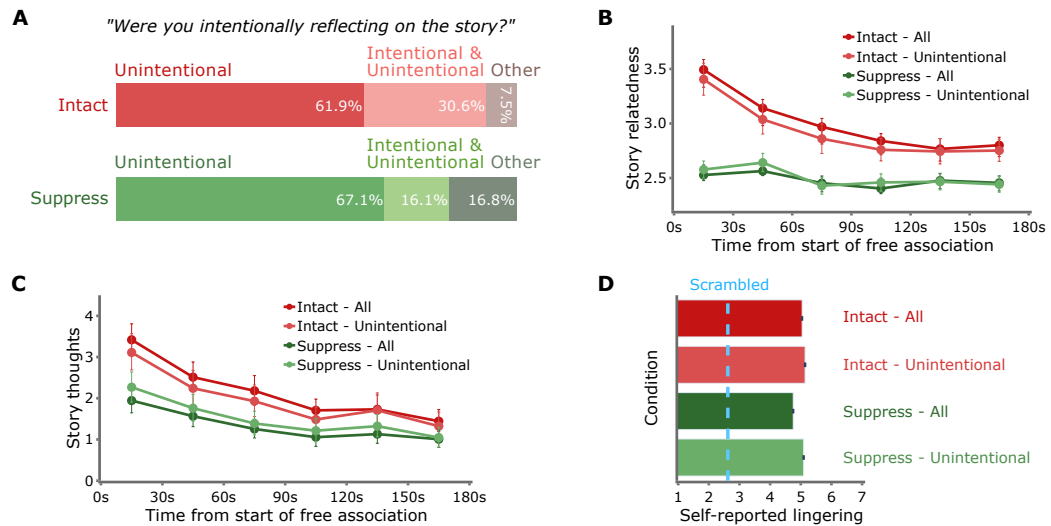 A
"Were you intentionally reflecting on the story?"
Unintentional
Intentional &
Unintentional
Other
Intact
61.9%
30.6%
7.5%
Unintentional
Intentional &
Unintentional
Other
Suppress
67.1%
16.1%
16.8%
B
Intact - All
Intact - Unintentional
Suppress - All
Suppress - Unintentional
Story relatedness
3.5
3.0
2.5
0s 30s 60s 90s 120s 150s 180s
Time from start of free association
C
Intact - All
Intact - Unintentional
Suppress - All
Suppress - Unintentional
Story thoughts
4
3
2
1
0
0s 30s 60s 90s 120s 150s 180s
Time from start of free association
D
Scrambled
Condition
Intact - All
Intact - Unintentional
Suppress - All
Suppress - Unintentional
1 2 3 4 5 6 7
Self-reported lingering